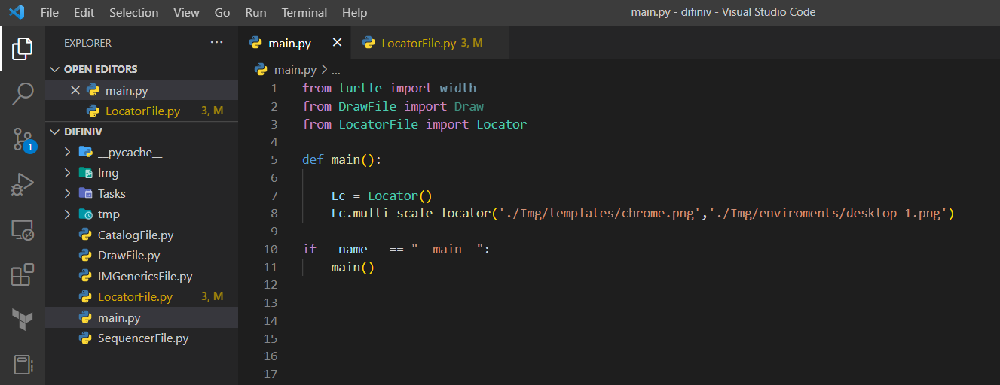 File Edit Selection View Go Run Terminal Help main.py - difiniv - Visual Studio Code
EXPLORER ...
OPEN EDITORS
main.py
LocatorFile.py 3, M
DIFINIV
__pycache__
Img
Tasks
tmp
CatalogFile.py
DrawFile.py
IMGenericsFile.py
LocatorFile.py 3, M
main.py
SequencerFile.py
1
main.py LocatorFile.py 3, M
main.py > ...
1 from turtle import width
2 from DrawFile import Draw
3 from LocatorFile import Locator
4
5 def main():
6
7 Lc = Locator()
8 Lc.multi_scale_locator('./Img/templates/chrome.png','./Img/enviroments/desktop_1.png')
9
10 if __name__ == "__main__":
11 main()
12
13
14
15
16
17